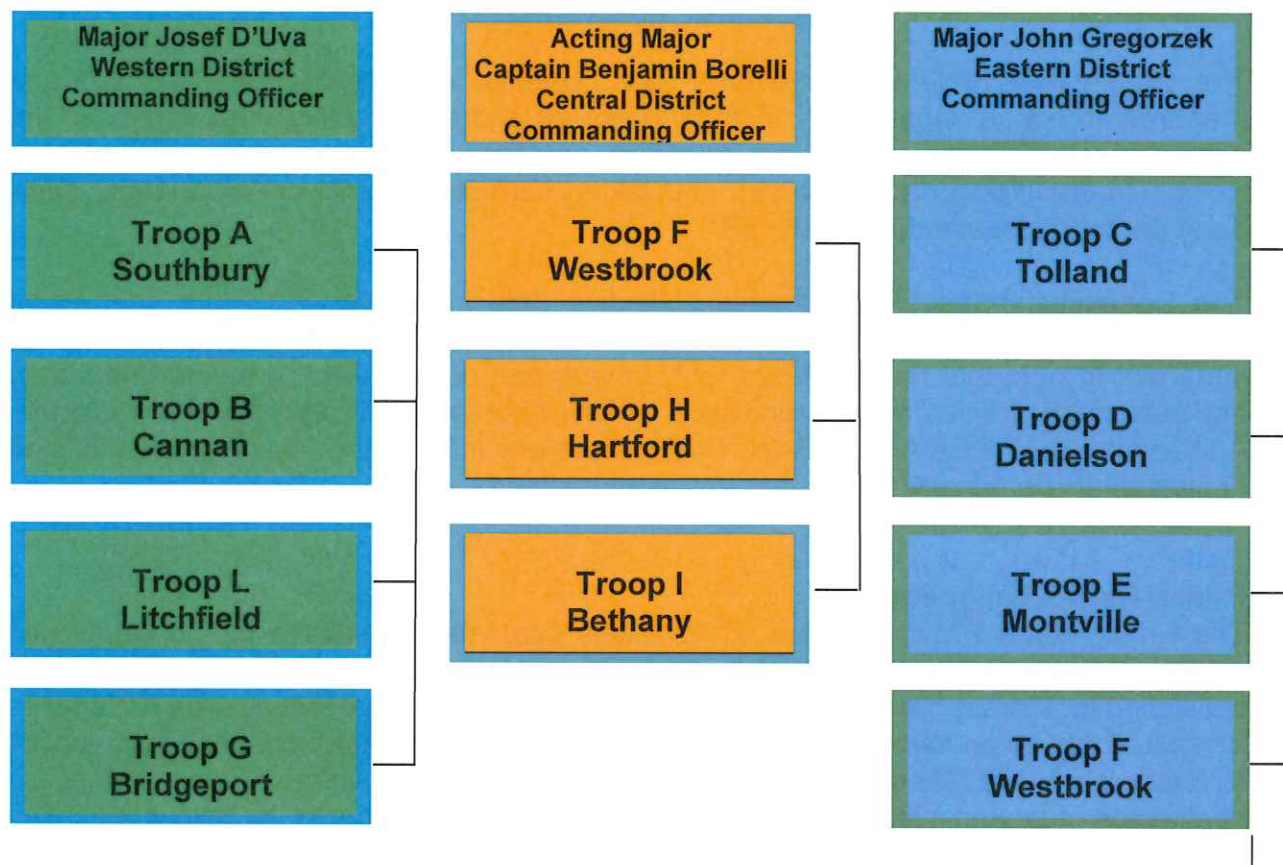 Major Josef D'Uva
Western District
Commanding Officer
Troop A
Southbury
Troop B
Cannan
Troop L
Litchfield
Troop G
Bridgeport
Acting Major
Captain Benjamin Borelli
Central District
Commanding Officer
Troop F
Westbrook
Troop H
Hartford
Troop I
Bethany
Major John Gregorzek
Eastern District
Commanding Officer
Troop C
Tolland
Troop D
Danielson
Troop E
Montville
Troop F
Westbrook